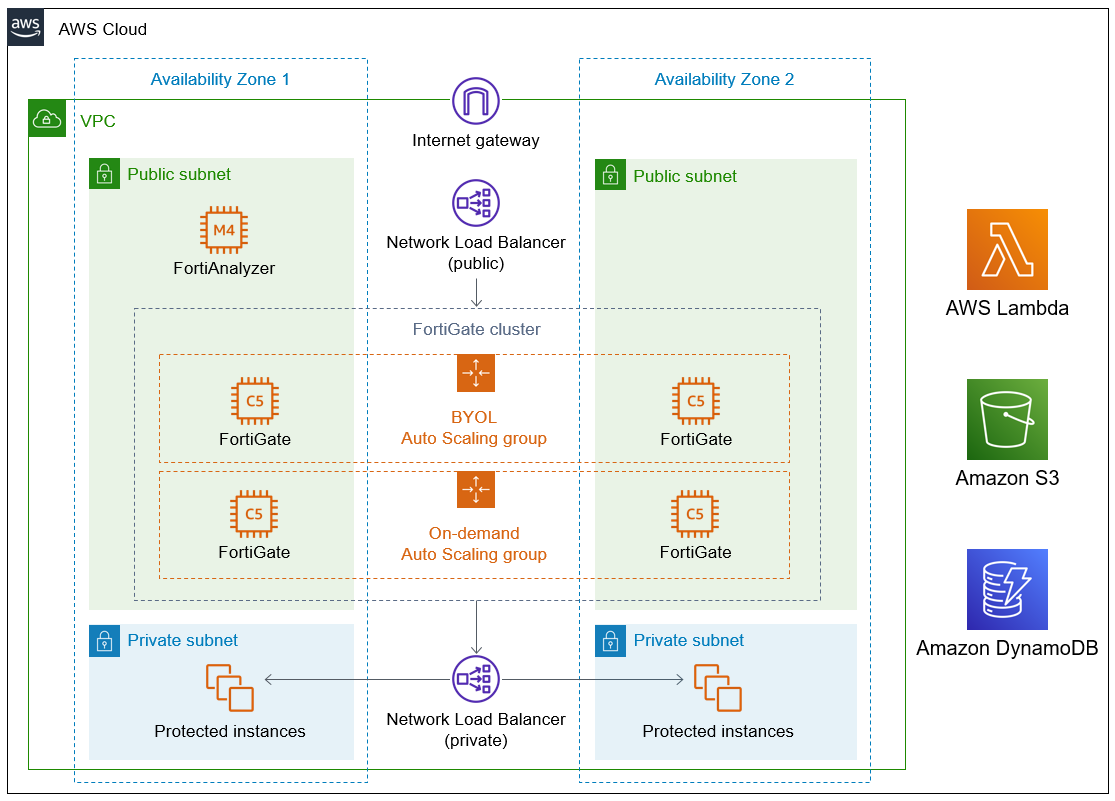 aws
AWS Cloud
Availability Zone 1
Availability Zone 2
VPC
Internet gateway
Public subnet
Public subnet
M4
FortiAnalyzer
Network Load Balancer
(public)
FortiGate cluster
C5
FortiGate
BYOL
Auto Scaling group
C5
FortiGate
C5
FortiGate
On-demand
Auto Scaling group
C5
FortiGate
Private subnet
Private subnet
Protected instances
Network Load Balancer
(private)
Protected instances
AWS Lambda
Amazon S3
Amazon DynamoDB